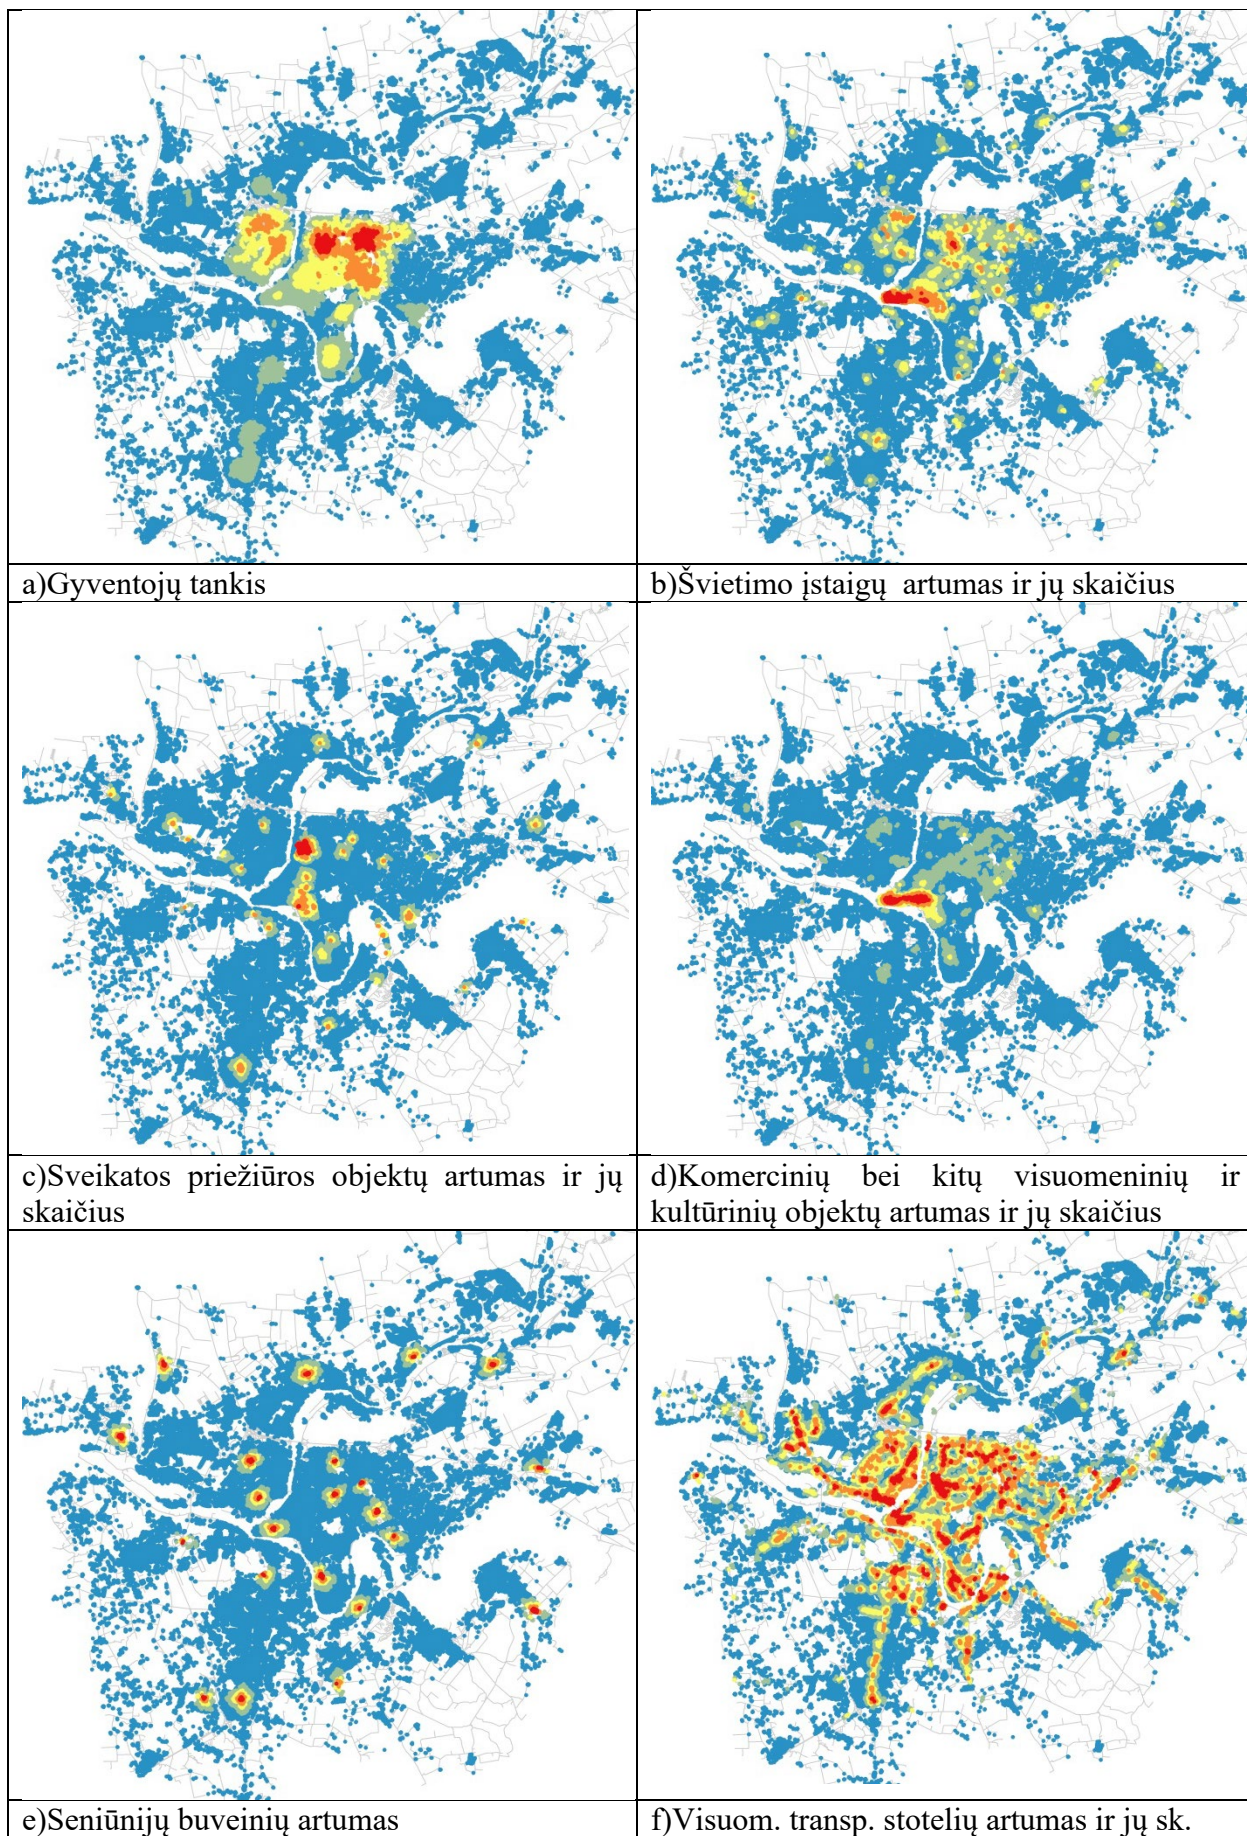 a)Gyventojų tankis
b)Švietimo įstaigų artumas ir jų skaičius
c)Sveikatos priežiūros objektų artumas ir jų
skaičius
d)Komercinių bei kitų visuomeninių ir
kultūrinių objektų artumas ir jų skaičius
e)Seniūnijų buveinių artumas
f)Visuom. transp. stotelių artumas ir jų sk.